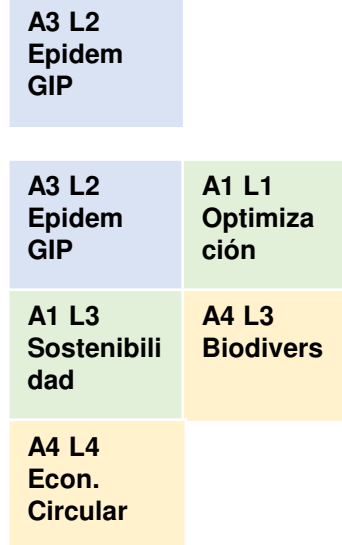 A3 L2
Epidem
GIP
A3 L2
Epidem
GIP
A1 L1
Optimiza
ción
A1 L3
Sostenibili
dad
A4 L3
Biodivers
A4 L4
Econ.
Circular